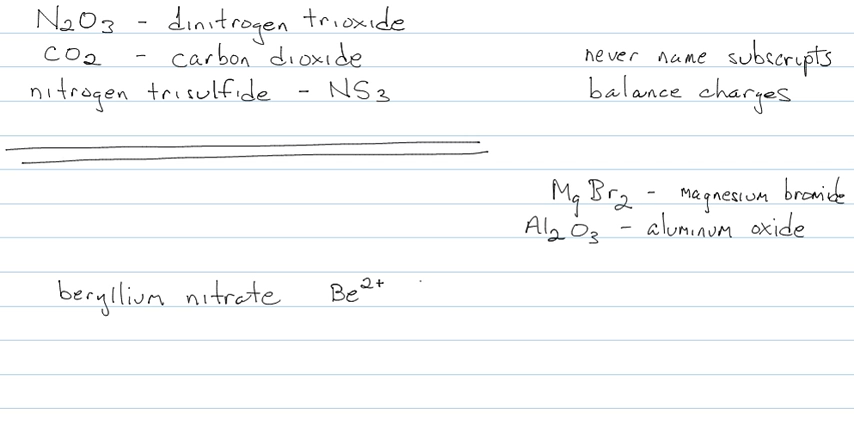 N2O3 - dinitrogen trioxide
CO2 - carbon dioxide
never name subscripts
nitrogen trisulfide - NS3
balance charges
MgBr2 - magnesium bromide
Al2O3 - aluminum oxide
beryllium nitrate Be2+